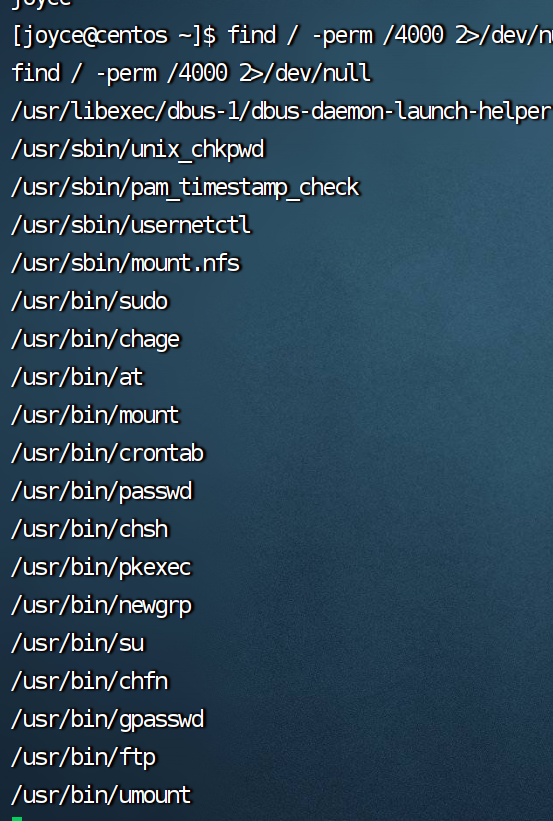 joyce
[joyce@centos ~]$ find / -perm /4000 2>/dev/nu
find / -perm /4000 2>/dev/null
/usr/libexec/dbus-1/dbus-daemon-launch-helper
/usr/sbin/unix_chkpwd
/usr/sbin/pam_timestamp_check
/usr/sbin/usernetctl
/usr/sbin/mount.nfs
/usr/bin/sudo
/usr/bin/chage
/usr/bin/at
/usr/bin/mount
/usr/bin/crontab
/usr/bin/passwd
/usr/bin/chsh
/usr/bin/pkexec
/usr/bin/newgrp
/usr/bin/su
/usr/bin/chfn
/usr/bin/gpasswd
/usr/bin/ftp
/usr/bin/umount